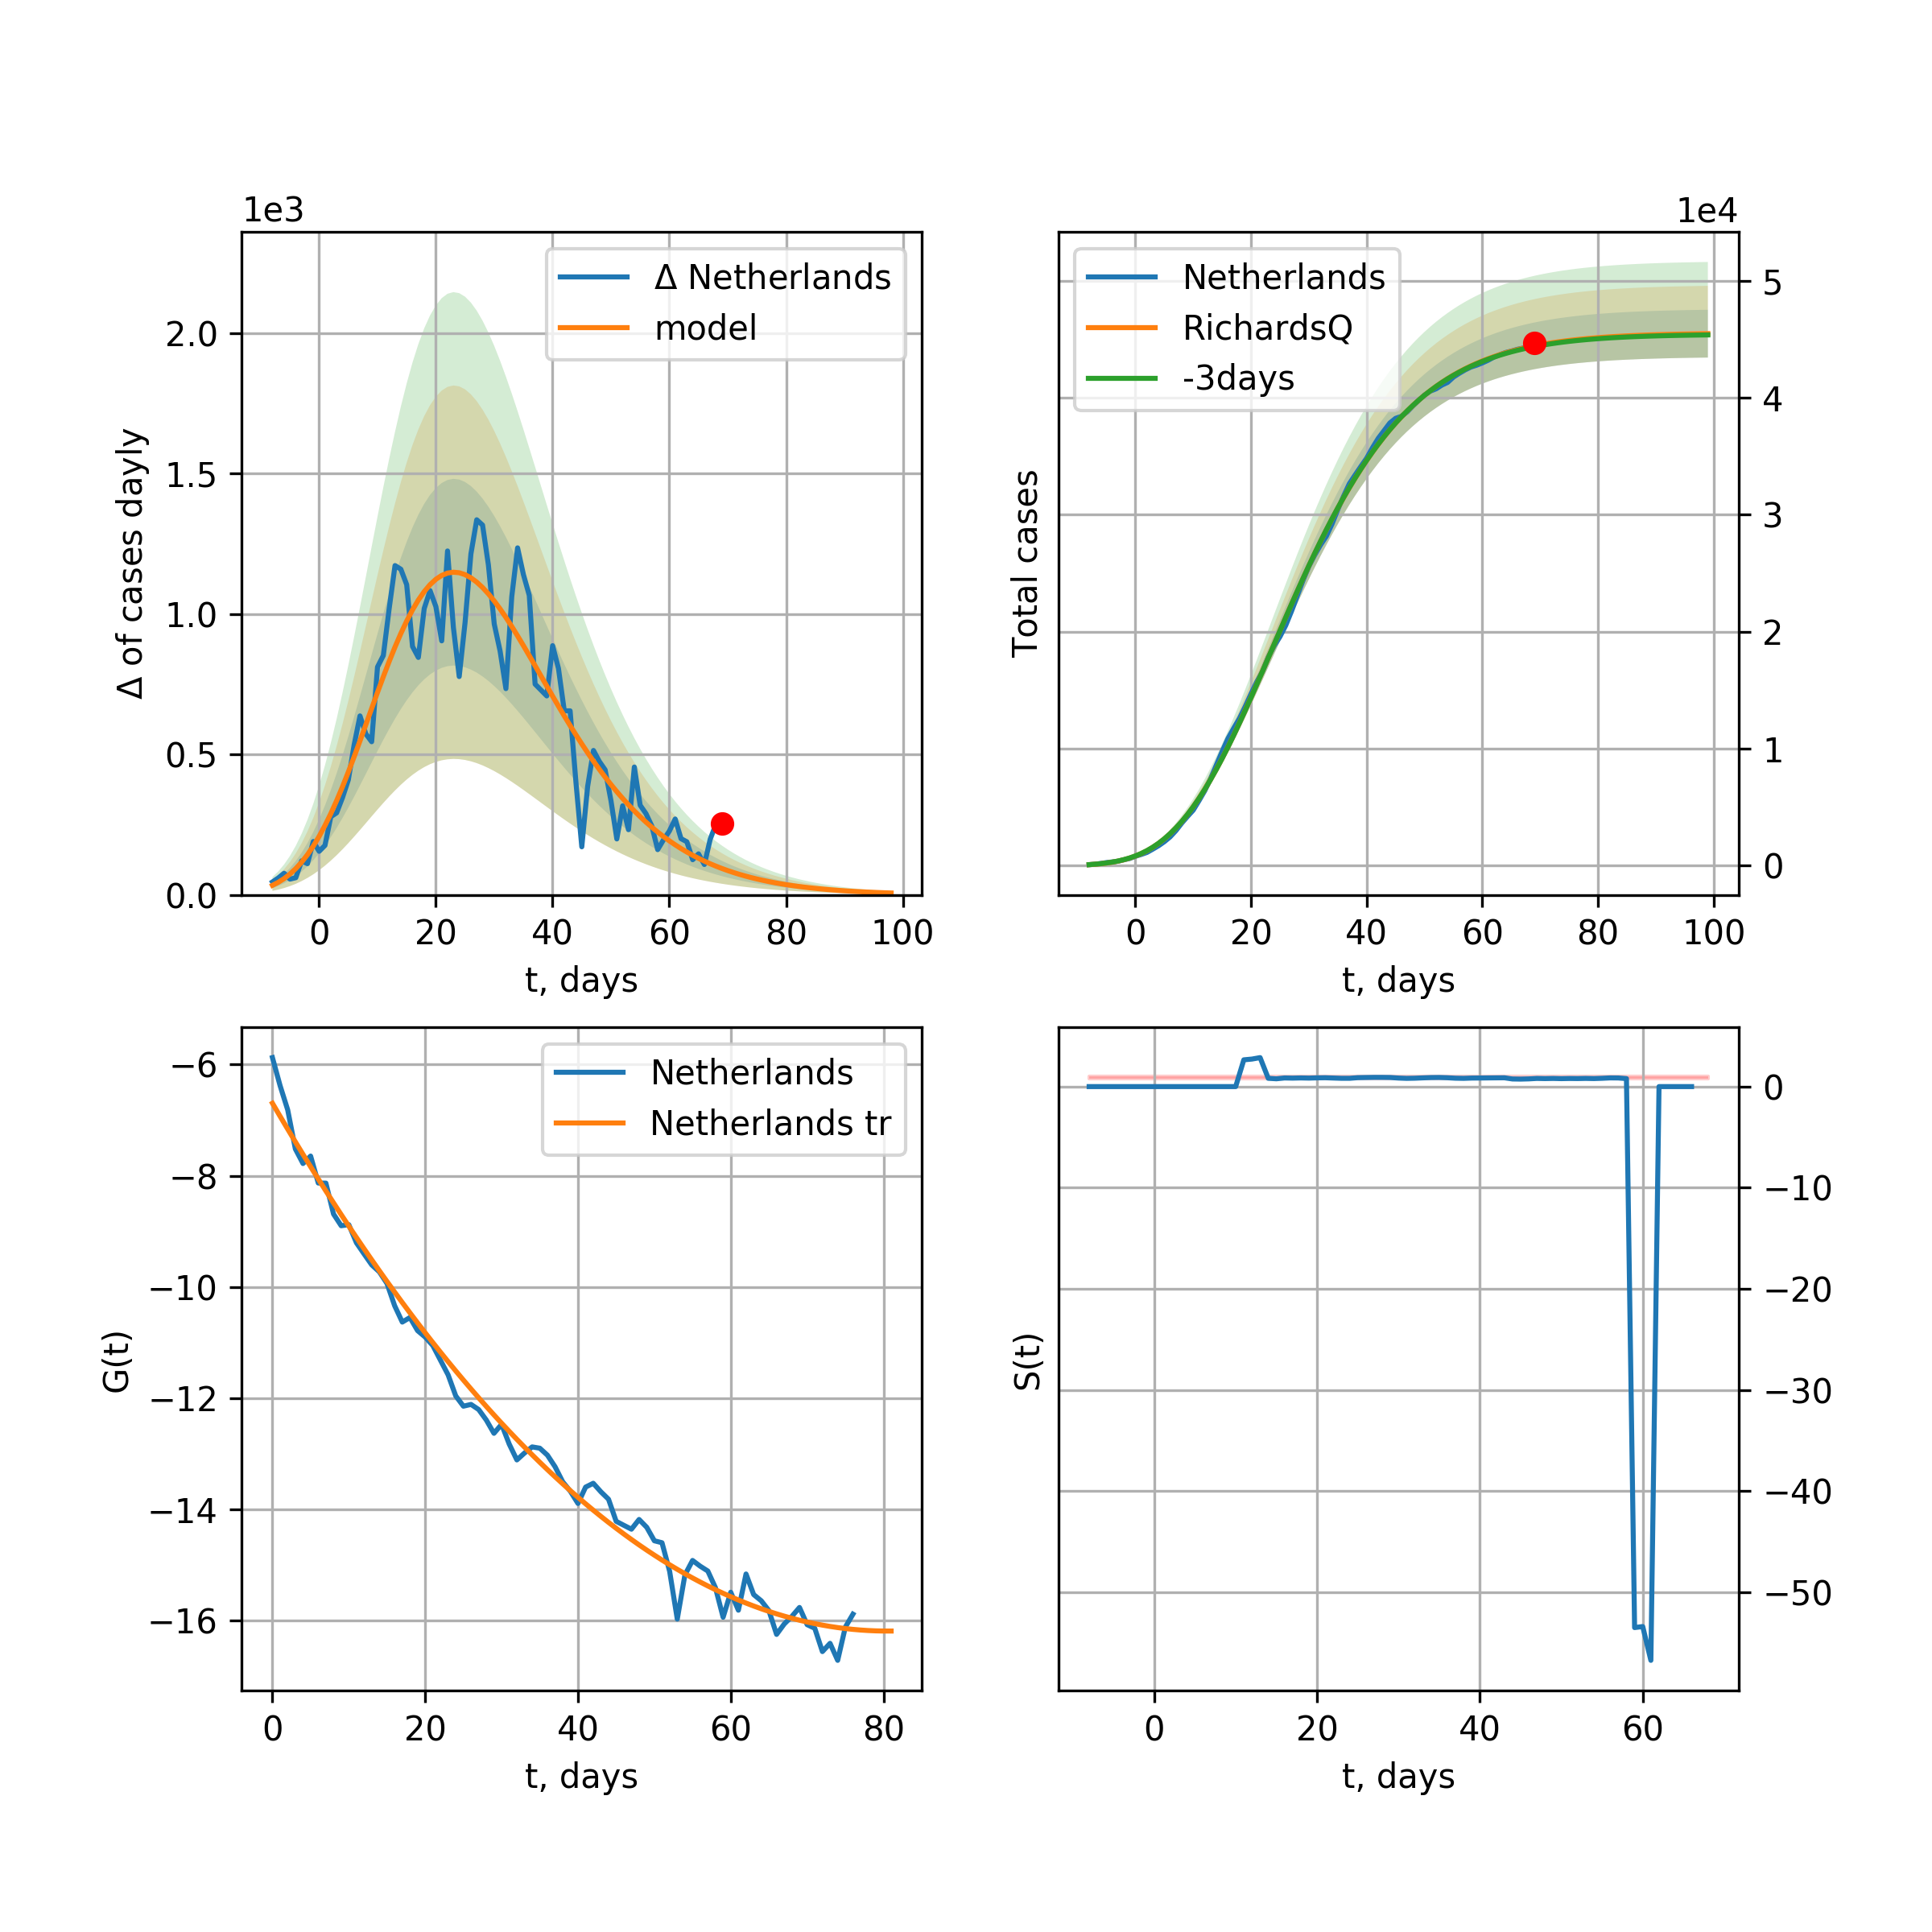 1e3
Δ of cases dayly
2.0
1.5
1.0
0.5
0.0
Δ Netherlands
model
0 20 40 60 80 100
t, days
1e4
Total cases
Netherlands
RichardsQ
-3days
5
4
3
2
1
0
0 20 40 60 80 100
t, days
G(t)
−6
−8
−10
−12
−14
−16
Netherlands
Netherlands tr
0 20 40 60 80
t, days
S(t)
0
−10
−20
−30
−40
−50
0 20 40 60
t, days